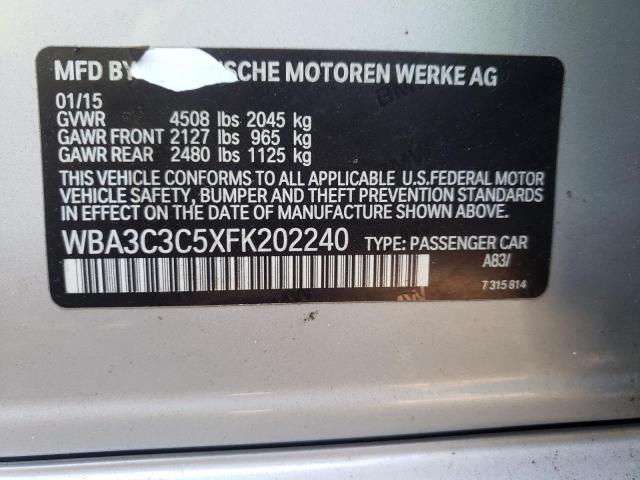 MFD BY SCHE MOTOREN WERKE AG
01/15
GVWR 4508 lbs 2045 kg
GAWR FRONT 2127 lbs 965 kg
GAWR REAR 2480 lbs 1125 kg
THIS VEHICLE CONFORMS TO ALL APPLICABLE U.S.FEDERAL MOTOR
VEHICLE SAFETY, BUMPER AND THEFT PREVENTION STANDARDS
IN EFFECT ON THE DATE OF MANUFACTURE SHOWN ABOVE.
WBA3C3C5XFK202240 TYPE: PASSENGER CAR
A83/
7 315 814